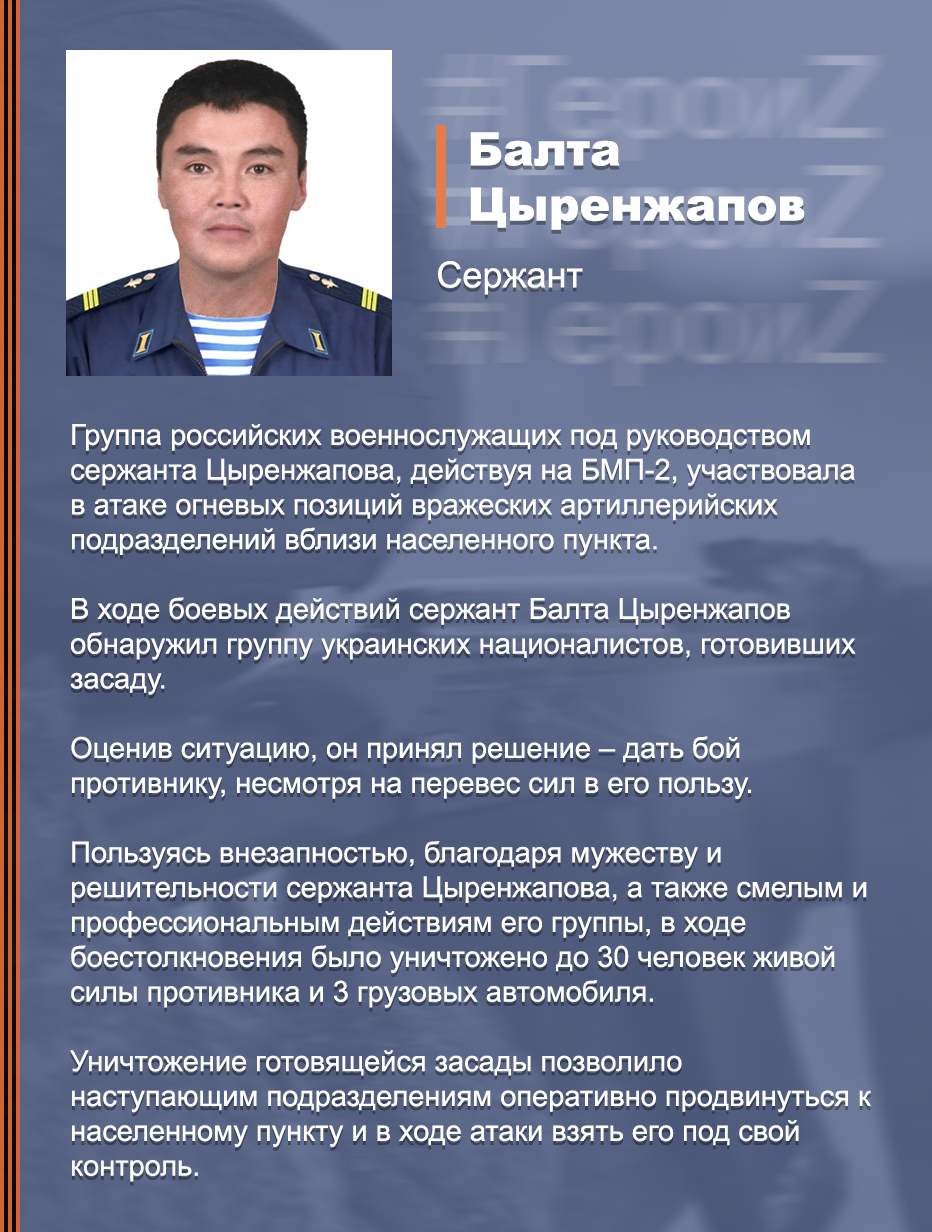 #ГероиZ
Балта
#ГероиZ
Цыренжапов
Сержант
#ГероиZ
Группа российских военнослужащих под руководством
сержанта Цыренжапова, действуя на БМП-2, участвовала
в атаке огневых позиций вражеских артиллерийских
подразделений вблизи населенного пункта.
В ходе боевых действий сержант Балта Цыренжапов
обнаружил группу украинских националистов, готовивших
засаду.
Оценив ситуацию, он принял решение – дать бой
противнику, несмотря на перевес сил в его пользу.
Пользуясь внезапностью, благодаря мужеству и
решительности сержанта Цыренжапова, а также смелым и
профессиональным действиям его группы, в ходе
боестолкновения было уничтожено до 30 человек живой
силы противника и 3 грузовых автомобиля.
Уничтожение готовящейся засады позволило
наступающим подразделениям оперативно продвинуться к
населенному пункту и в ходе атаки взять его под свой
контроль.